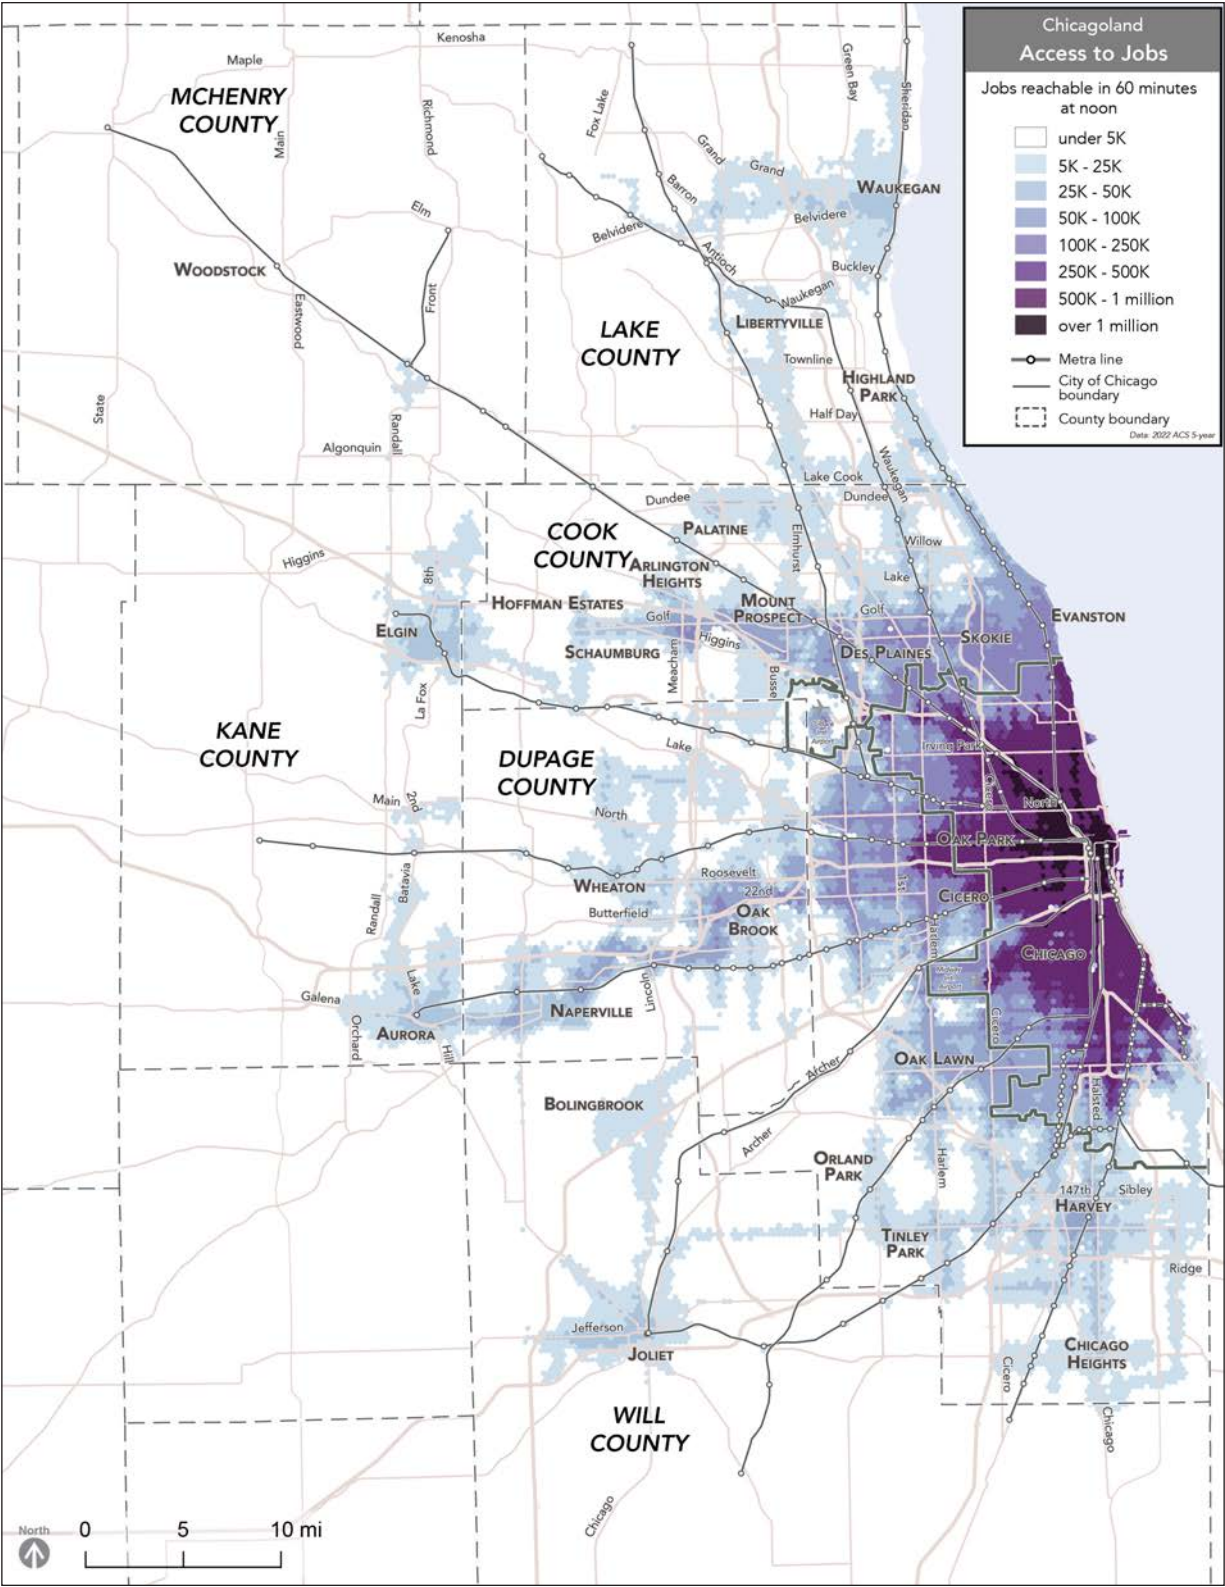 Chicagoland
Access to Jobs
Jobs reachable in 60 minutes
at noon
under 5K
5K - 25K
25K - 50K
50K - 100K
100K - 250K
250K - 500K
500K - 1 million
over 1 million
Metra line
City of Chicago
boundary
County boundary
Data: 2022 ACS 5-year
Kenosha
Maple
MCHENRY
COUNTY
Main
Richmond
Fox Lake
Green Bay
Sheridan
Grand
Grand
Barron
WAUKEGAN
Elm
Belvidere
Belvidere
Antioch
Buckley
WOODSTOCK
Front
Eastwood
Waukegan
LIBERTYVILLE
LAKE
COUNTY
Townline
HIGHLAND
PARK
State
Half Day
Randall
Algonquin
Waukegan
Lake Cook
Dundee
Dundee
COOK
COUNTY
PALATINE
Elmhurst
Willow
Higgins
8th
ARLINGTON
HEIGHTS
Lake
HOFFMAN ESTATES
Golf
MOUNT
PROSPECT
Golf
EVANSTON
ELGIN
Higgins
SKOKIE
SCHAUMBURG
Meacham
DES PLAINES
Busse
La Fox
KANE
COUNTY
DUPAGE
COUNTY
Lake
Airport
Irving Park
Cicero
Main
2nd
North
North
OAK PARK
WHEATON
Roosevelt
22nd
1st
Batavia
Randall
Butterfield
OAK
BROOK
CICERO
Harlem
CHICAGO
Lake
Lincoln
Midway
Airport
Galena
NAPERVILLE
Orchard
AURORA
Hill
Cicero
OAK LAWN
Archer
BOLINGBROOK
Halsted
Archer
ORLAND
PARK
Harlem
147th
Sibley
HARVEY
TINLEY
PARK
Ridge
Jefferson
JOLIET
CHICAGO
HEIGHTS
Cicero
WILL
COUNTY
Chicago
Chicago
North
0 5 10 mi